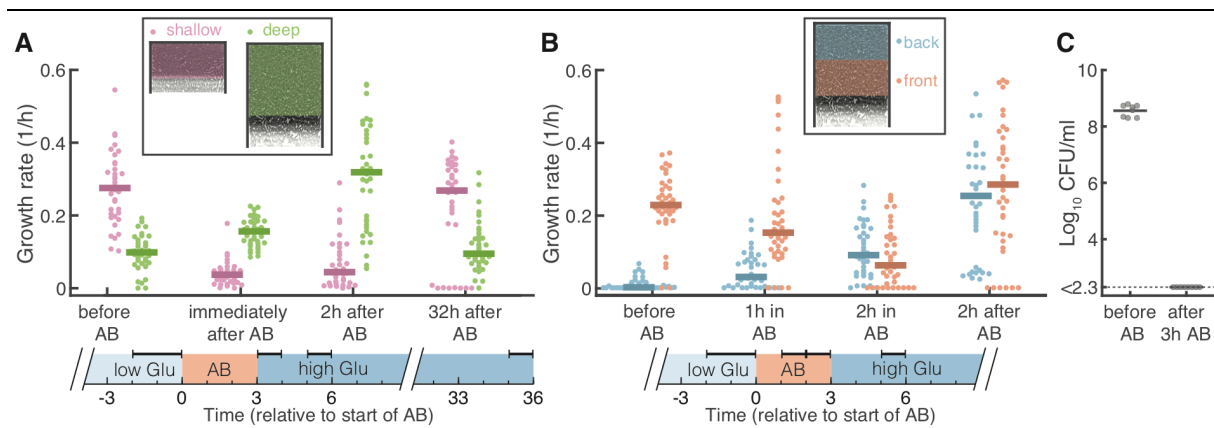 A
shallow
deep
Growth rate (1/h)
0.6
0.4
0.2
0
before
AB
immediately
after AB
2h after
AB
32h after
AB
low Glu
AB
high Glu
-3
0
3
6
33
36
Time (relative to start of AB)
B
back
front
Growth rate (1/h)
0.6
0.4
0.2
0
before
AB
1h in
AB
2h in
AB
2h after
AB
low Glu
AB
high Glu
-3
0
3
6
Time (relative to start of AB)
C
Log10 CFU/ml
10
8
6
4
<2.3
before
AB
after
3h AB